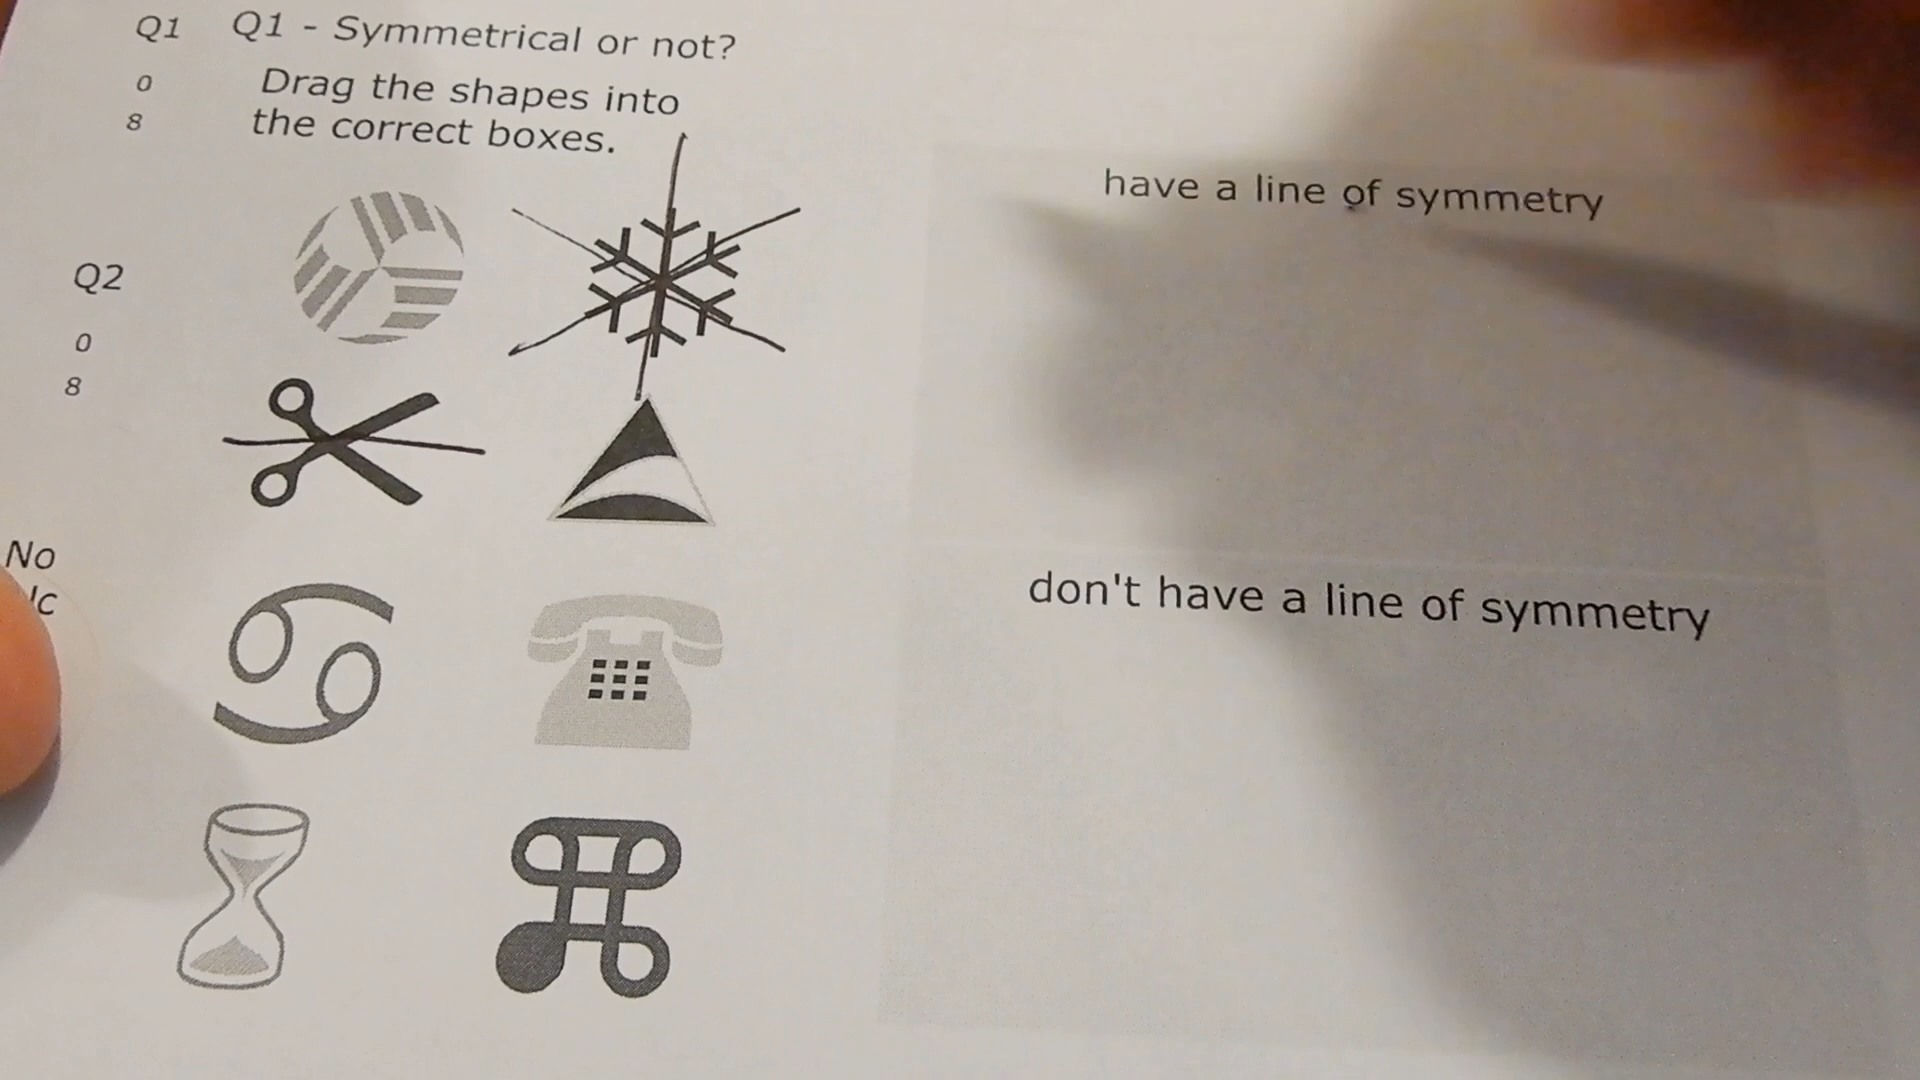 Q1 Q1 - Symmetrical or not?
0
8
Drag the shapes into
the correct boxes.
have a line of symmetry
Q2
0
8
No
don't have a line of symmetry